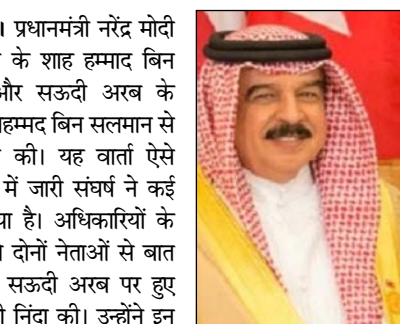 । प्रधानमंत्री नरेंद्र मोदी
के शाह हम्माद बिन
और सऊदी अरब के
हम्मद बिन सलमान से
की। यह वार्ता ऐसे
में जारी संघर्ष ने कई
या है। अधिकारियों के
दोनों नेताओं से बात
सऊदी अरब पर हुए
निंदा की। उन्होंने इन